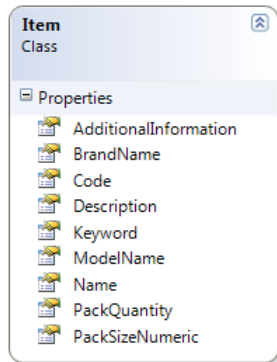 Item
Class
Properties
AdditionalInformation
BrandName
Code
Description
Keyword
ModelName
Name
PackQuantity
PackSizeNumeric